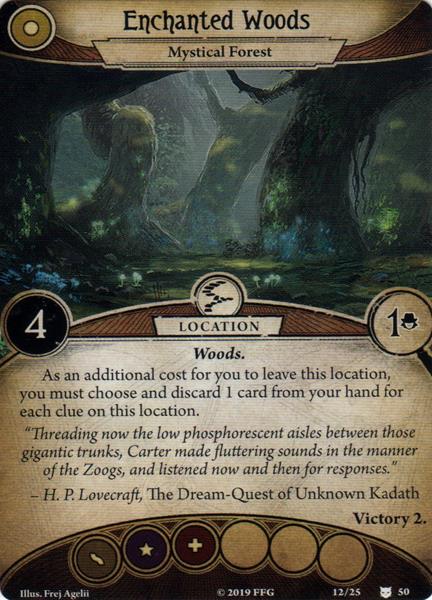 Enchanted Woods
Mystical Forest
4
LOCATION
1
Woods.
As an additional cost for you to leave this location,
you must choose and discard 1 card from your hand for
each clue on this location.
“Threading now the low phosphorescent aisles between those
gigantic trunks, Carter made fluttering sounds in the manner
of the Zoogs, and listened now and then for responses.”
– H. P. Lovecraft, The Dream-Quest of Unknown Kadath
Victory 2.
Illus. Frej Agelii
© 2019 FFG
12/25
50